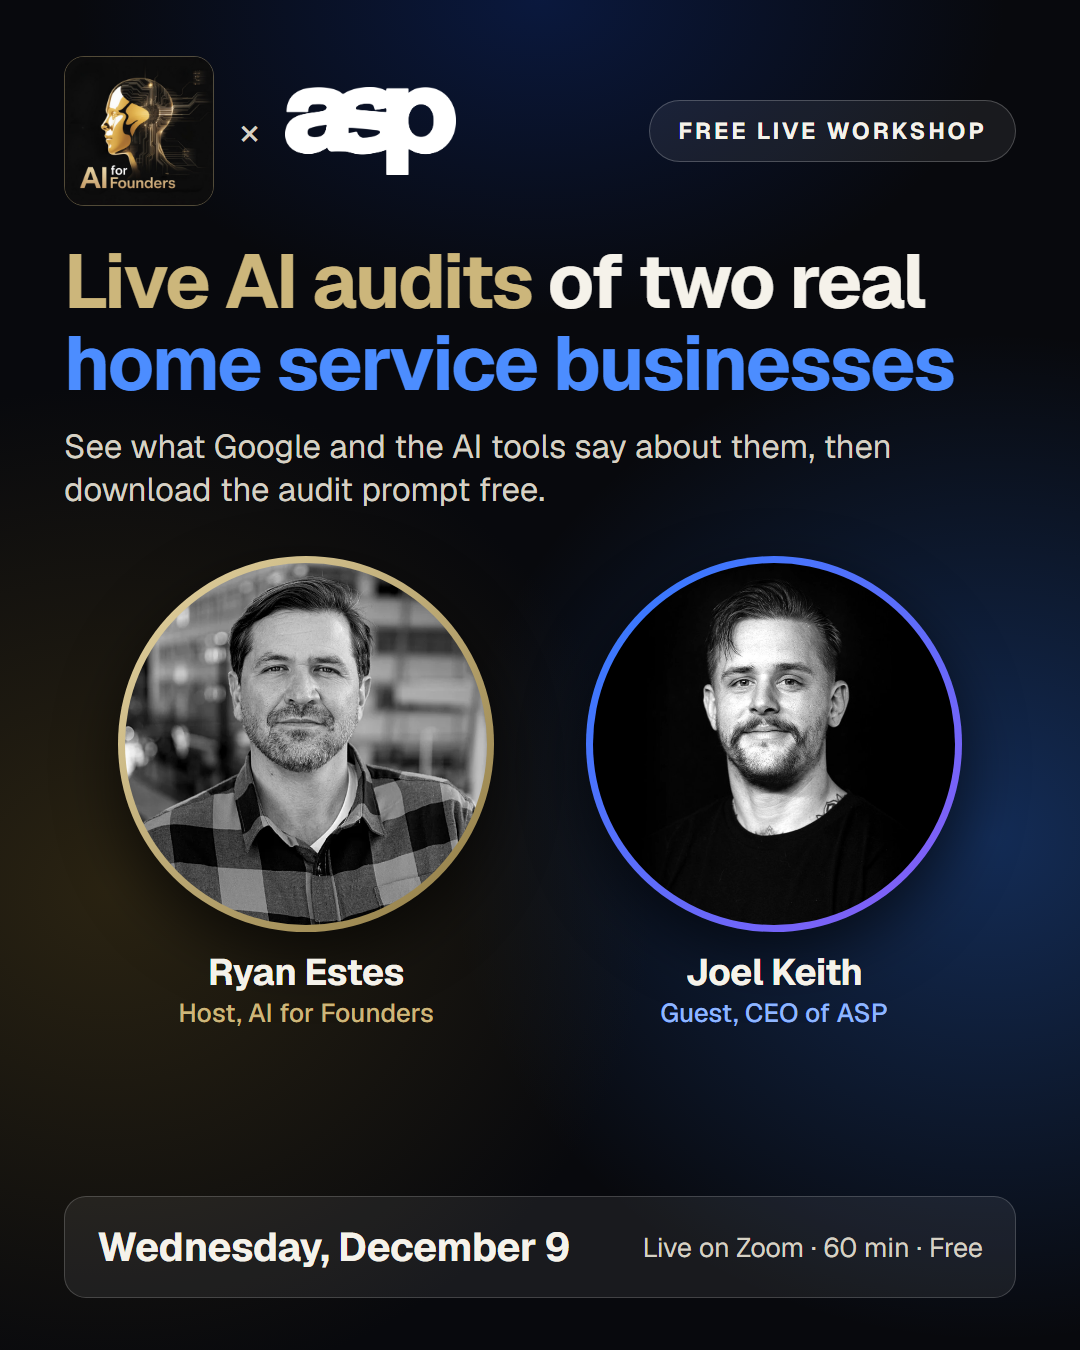 AI for Founders
×
asp
FREE LIVE WORKSHOP
Live AI audits of two real
home service businesses
See what Google and the AI tools say about them, then
download the audit prompt free.
Ryan Estes
Host, AI for Founders
Joel Keith
Guest, CEO of ASP
Wednesday, December 9
Live on Zoom · 60 min · Free